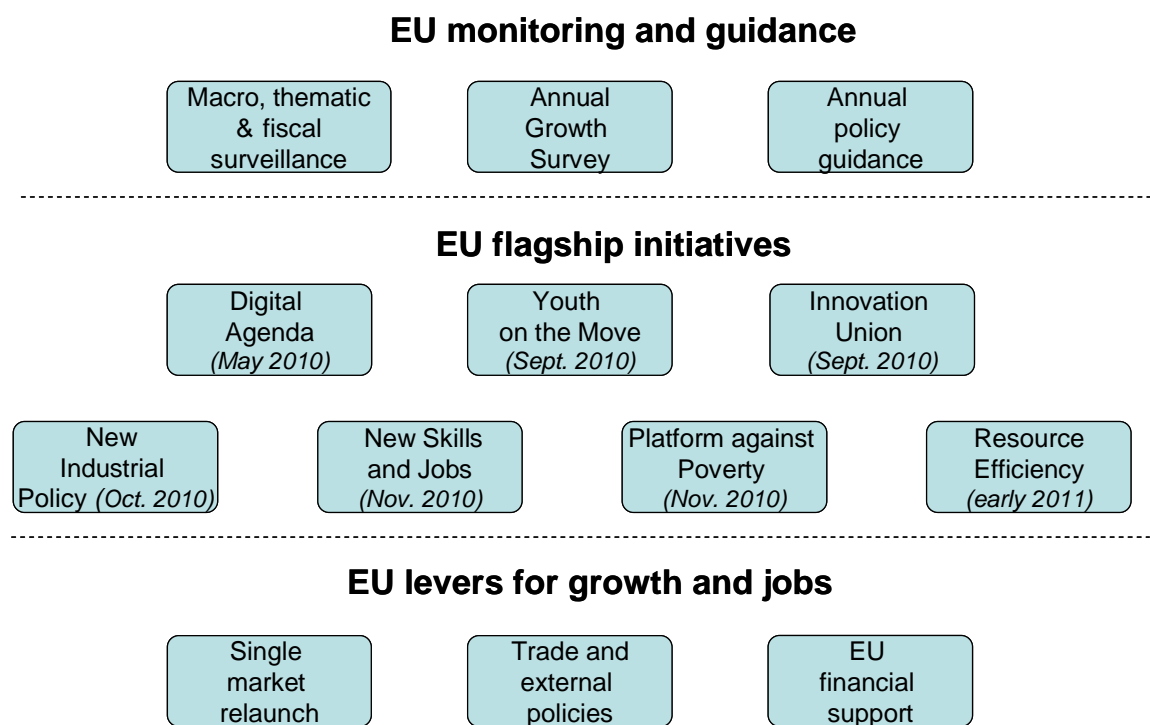 EU monitoring and guidance
Macro, thematic
& fiscal
surveillance
Annual
Growth
Survey
Annual
policy
guidance
EU flagship initiatives
Digital
Agenda
(May 2010)
Youth
on the Move
(Sept. 2010)
Innovation
Union
(Sept. 2010)
New
Industrial
Policy (Oct. 2010)
New Skills
and Jobs
(Nov. 2010)
Platform against
Poverty
(Nov. 2010)
Resource
Efficiency
(early 2011)
EU levers for growth and jobs
Single
market
relaunch
Trade and
external
policies
EU
financial
support